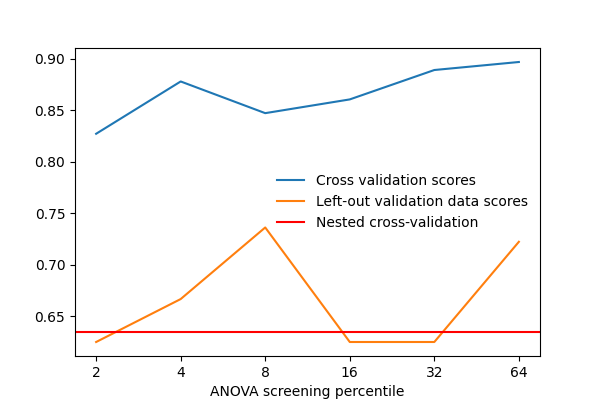 0.90
0.85
0.80
0.75
0.70
0.65
Cross validation scores
Left-out validation data scores
Nested cross-validation
2 4 8 16 32 64
ANOVA screening percentile